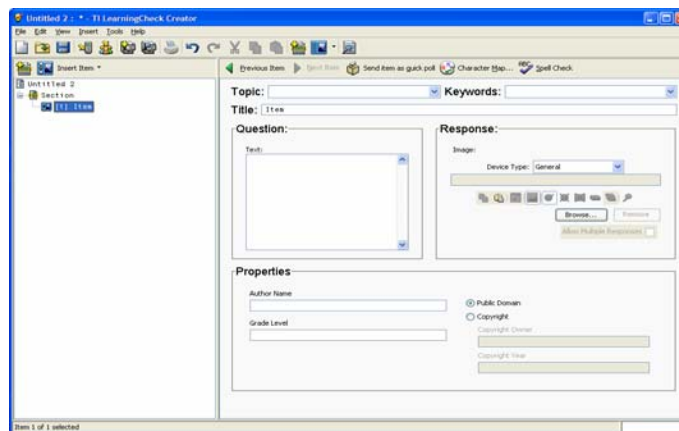 Untitled 2 : * - TI LearningCheck Creator
File Edit View Insert Tools Help
Insert Item
Previous Item Next Item Send item as quick poll Character Map... Spell Check
Untitled 2
Section
[1] Item
Topic: Keywords:
Title: Item
Question:
Text:
Response:
Image:
Device Type: General
Browse... Remove
Allow Multiple Responses
Properties
Author Name
Grade Level
Public Domain
Copyright
Copyright Owner
Copyright Year
Item 1 of 1 selected